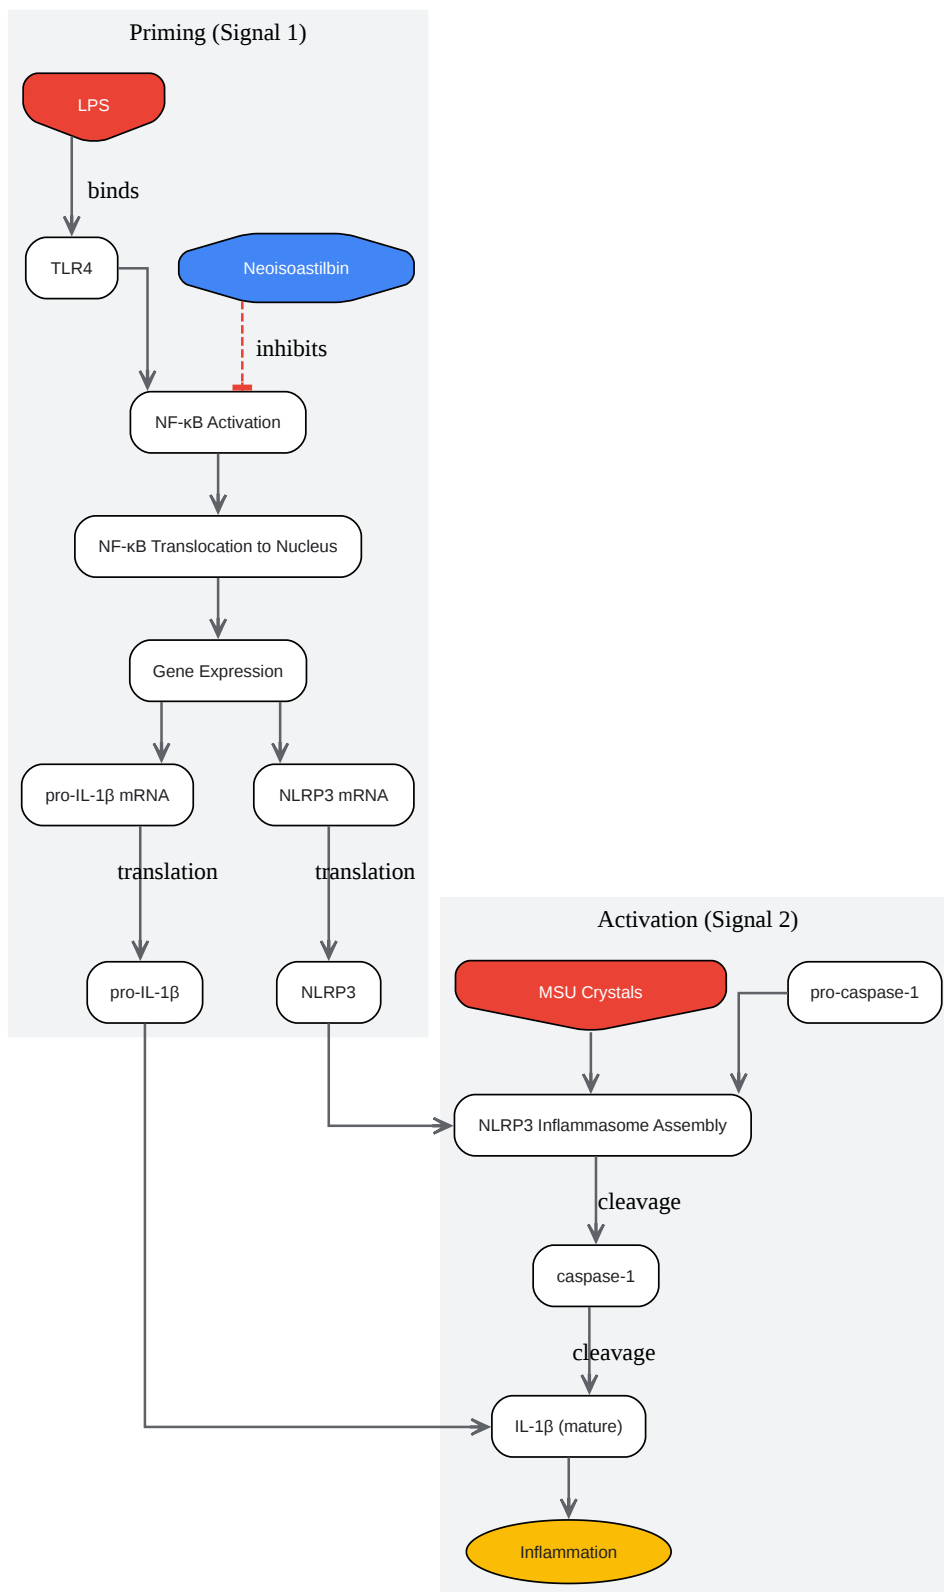 Priming (Signal 1)
LPS
binds
TLR4
Neoisoastilbin
inhibits
NF-κB Activation
NF-κB Translocation to Nucleus
Gene Expression
pro-IL-1β mRNA
NLRP3 mRNA
translation
translation
pro-IL-1β
NLRP3
Activation (Signal 2)
MSU Crystals
pro-caspase-1
NLRP3 Inflammasome Assembly
cleavage
caspase-1
cleavage
IL-1β (mature)
Inflammation